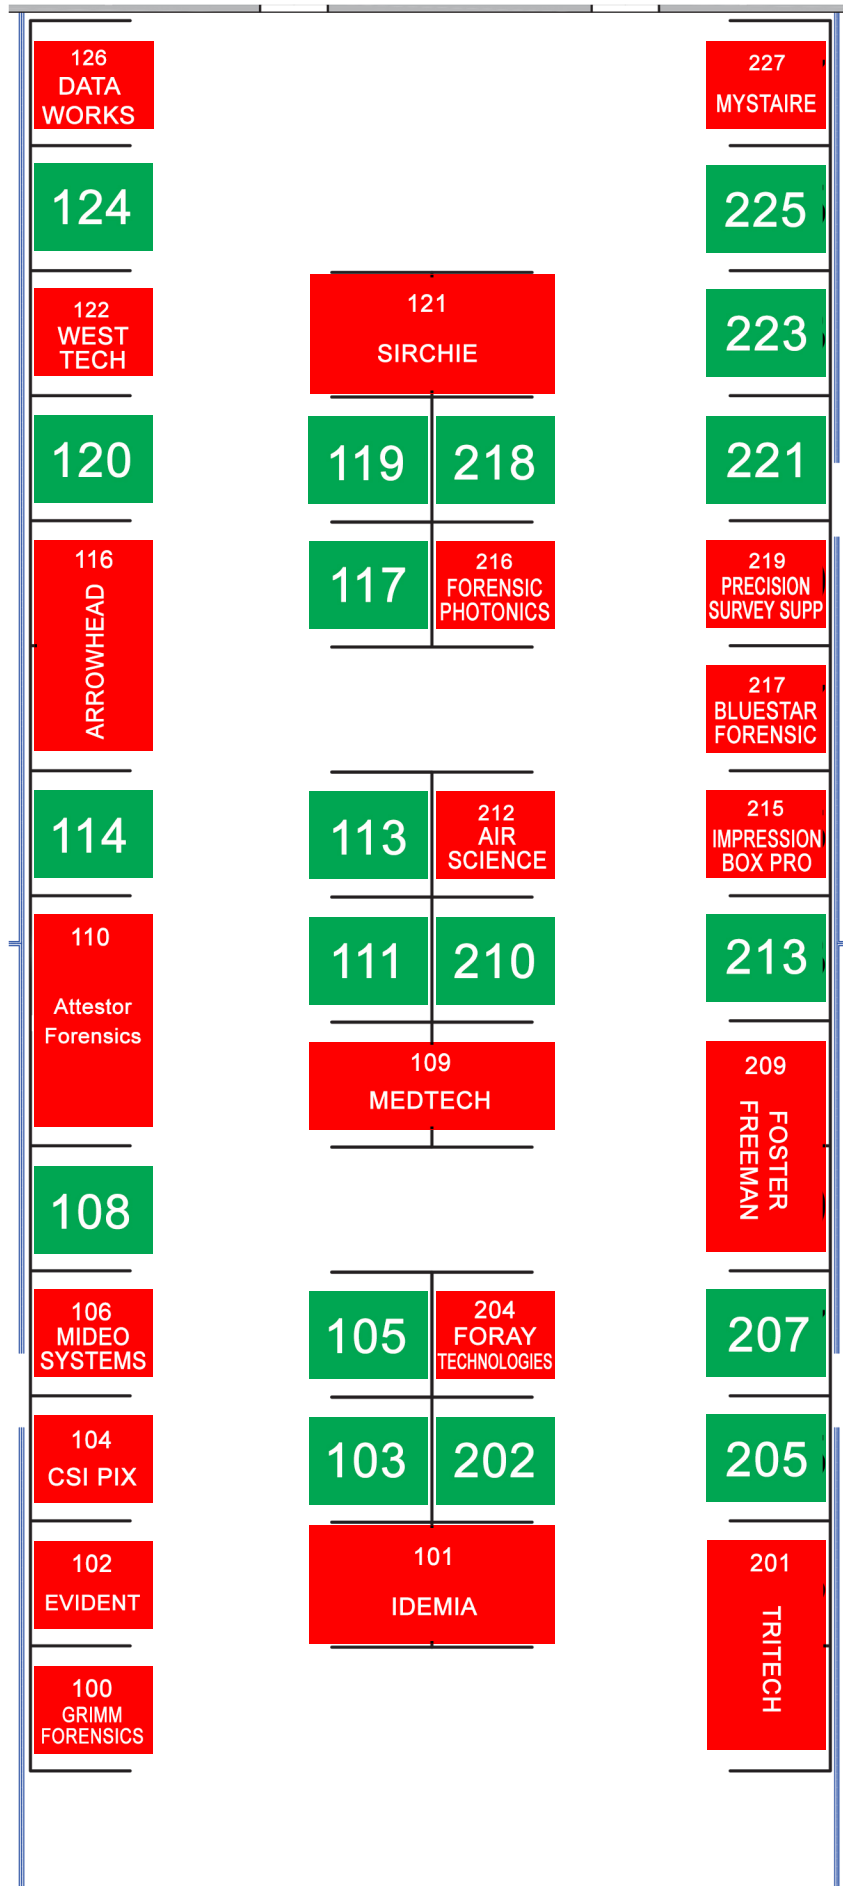 126
DATA
WORKS
124
122
WEST
TECH
120
116
ARROWHEAD
114
110
Attestor
Forensics
108
106
MIDEO
SYSTEMS
104
CSI PIX
102
EVIDENT
100
GRIMM
FORENSICS
121
SIRCHIE
119
218
117
216
FORENSIC
PHOTONICS
113
212
AIR
SCIENCE
111
210
109
MEDTECH
105
204
FORAY
TECHNOLOGIES
103
202
101
IDEMIA
227
MYSTAIRE
225
223
221
219
PRECISION
SURVEY SUPP
217
BLUESTAR
FORENSIC
215
IMPRESSION
BOX PRO
213
209
FOSTER
FREEMAN
207
205
201
TRITECH